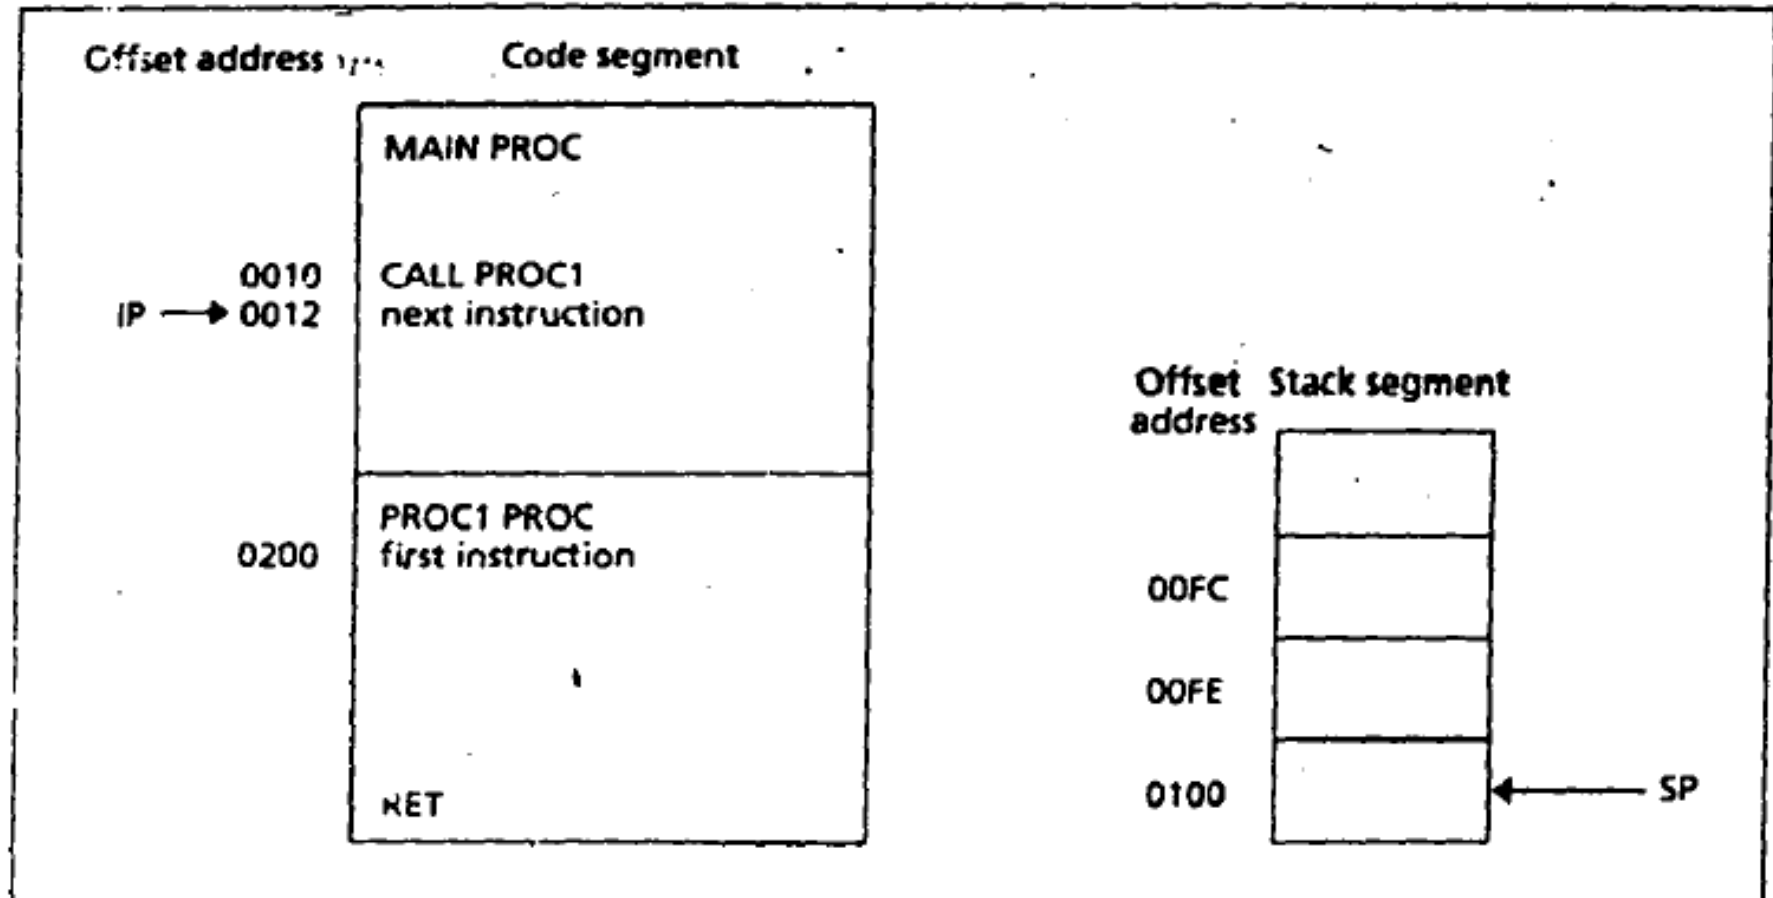 Offset address Code segment
MAIN PROC
0010 CALL PROC1
IP 0012 next instruction
Offset Stack segment
address
PROC1 PROC
0200 first instruction
00FC
00FE
0100 SP
RET